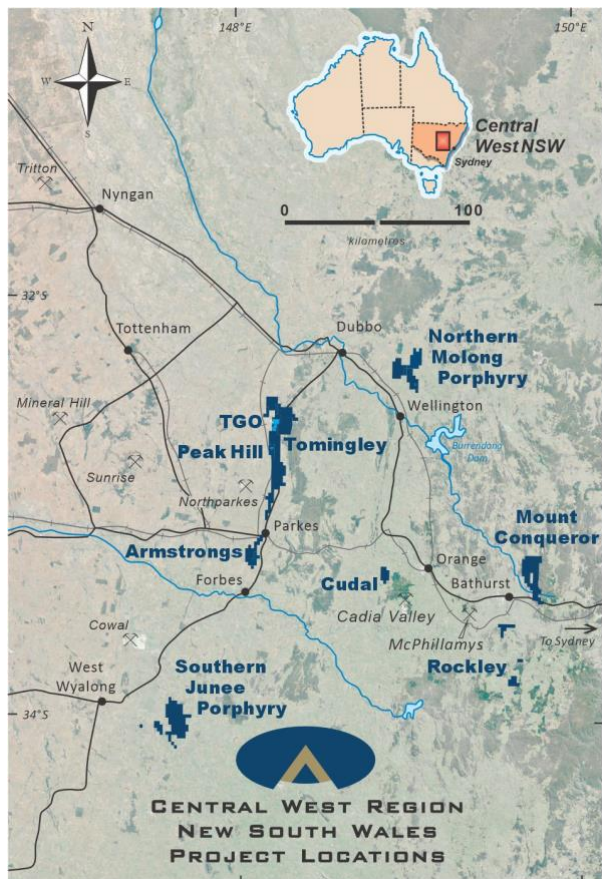 148°E
150°E
N
W
E
S
Central
West NSW
Sydney
0
100
kilometres
Tritton
Nyngan
32°S
Tottenham
Dubbo
Northern
Molong
Porphyry
Mineral Hill
TGO
Tomingley
Wellington
Peak Hill
Burrendong
Dam
Sunrise
Northparkes
Parkes
Mount
Conqueror
Armstrongs
Orange
Forbes
Cudal
Bathurst
Cadia Valley
Cowal
McPhillamys
To Sydney
West
Wyalong
Southern
Junee
Porphyry
Rockley
34°S
Central West Region
New South Wales
Project Locations